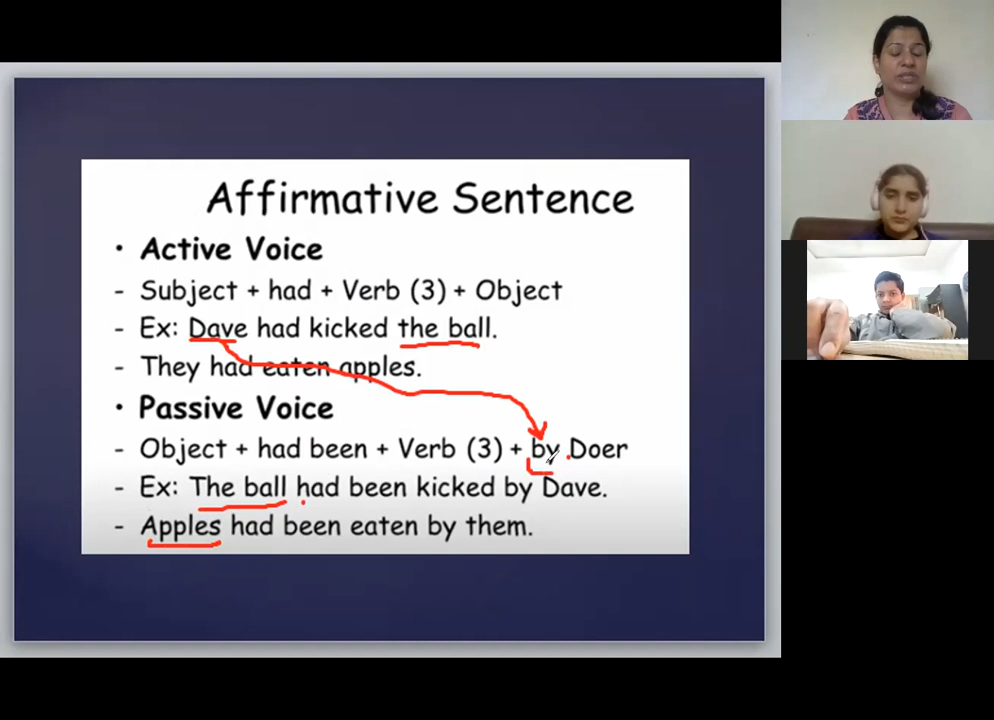 Affirmative Sentence
• Active Voice
- Subject + had + Verb (3) + Object
- Ex: Dave had kicked the ball.
- They had eaten apples.
• Passive Voice
- Object + had been + Verb (3) + by Doer
- Ex: The ball had been kicked by Dave.
- Apples had been eaten by them.